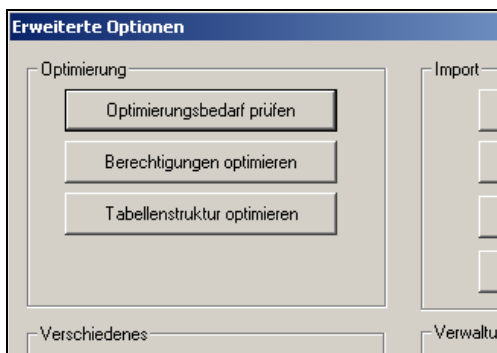 Erweiterte Optionen
Optimierung
Optimierungsbedarf prüfen
Berechtigungen optimieren
Tabellenstruktur optimieren
Import
Verschiedenes
Verwaltu